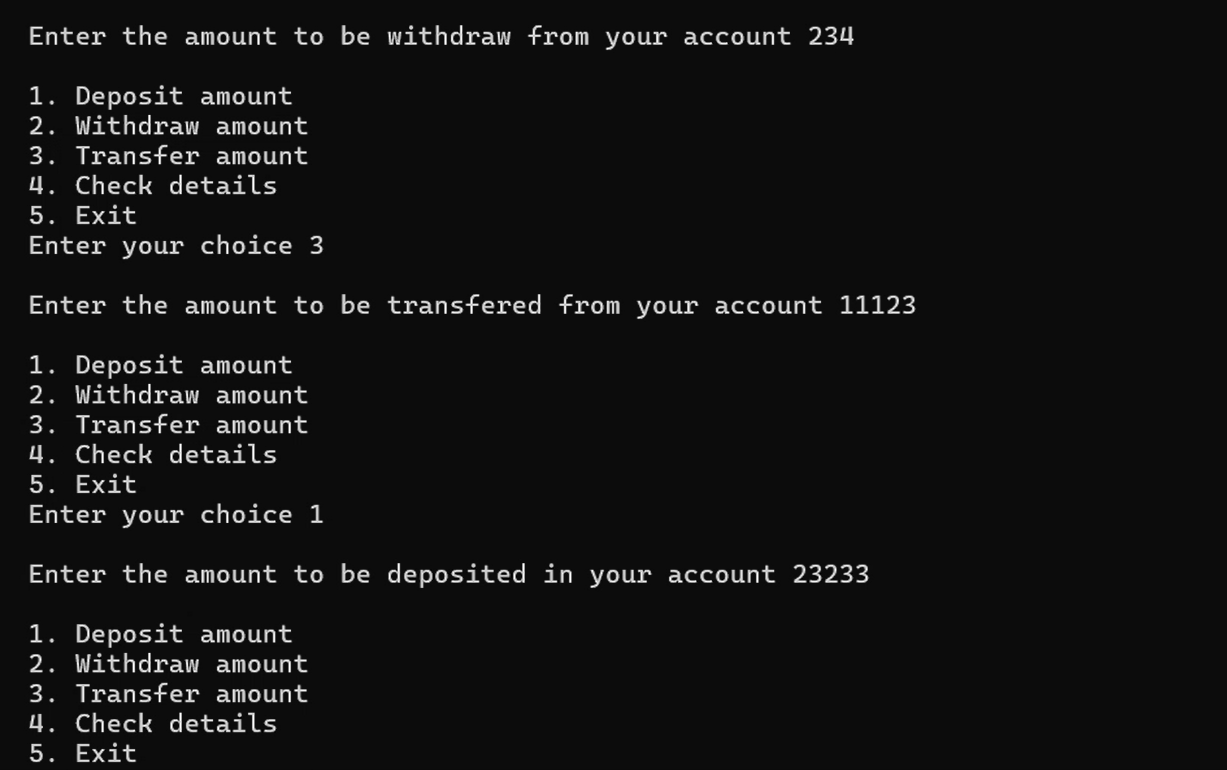 Enter the amount to be withdraw from your account 234
1. Deposit amount
2. Withdraw amount
3. Transfer amount
4. Check details
5. Exit
Enter your choice 3
Enter the amount to be transfered from your account 11123
1. Deposit amount
2. Withdraw amount
3. Transfer amount
4. Check details
5. Exit
Enter your choice 1
Enter the amount to be deposited in your account 23233
1. Deposit amount
2. Withdraw amount
3. Transfer amount
4. Check details
5. Exit